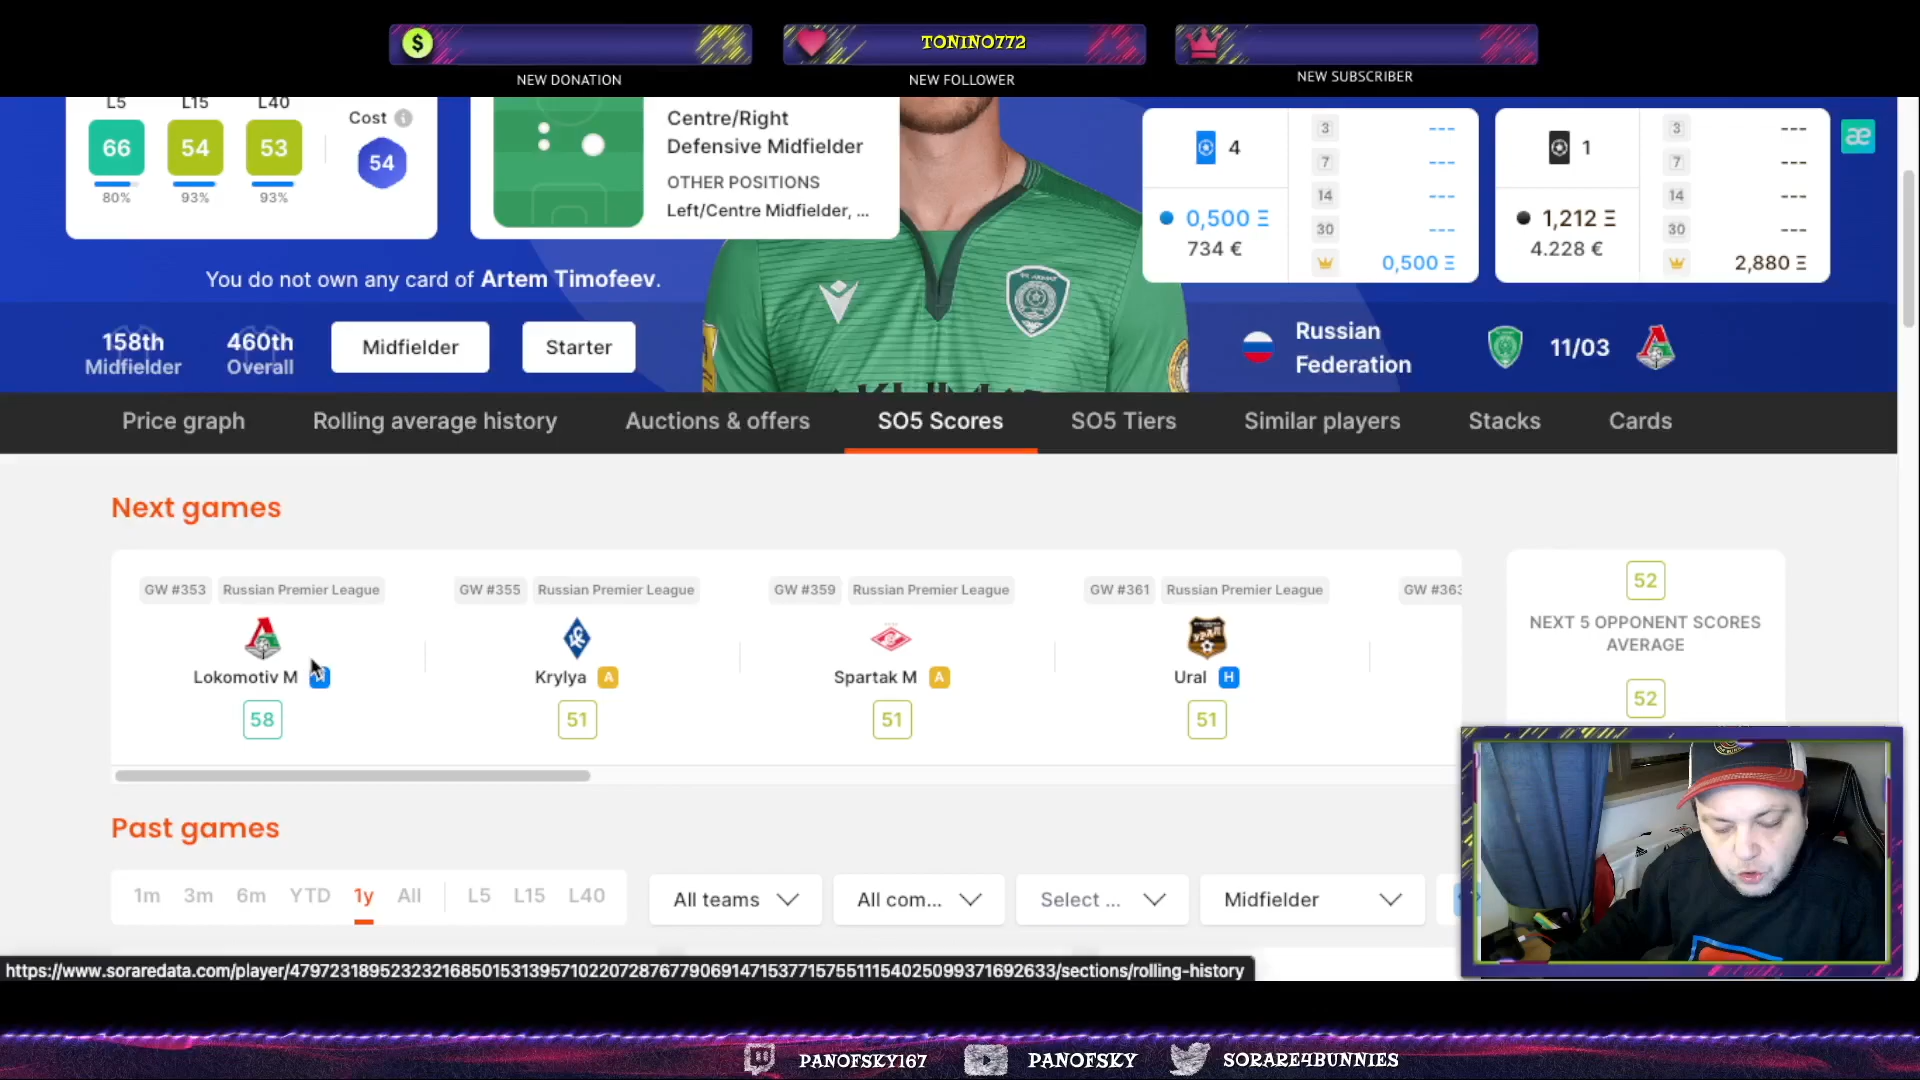 TONINO772
NEW DONATION
NEW FOLLOWER
NEW SUBSCRIBER
L5 L15 L40
Cost
66 54 53 54
80% 93% 93%
Centre/Right
Defensive Midfielder
OTHER POSITIONS
Left/Centre Midfielder, ...
4
0,500 Ξ
734 €
3 ---
7 ---
14 ---
30 ---
0,500 Ξ
1
1,212 Ξ
4.228 €
3 ---
7 ---
14 ---
30 ---
2,880 Ξ
æ
You do not own any card of Artem Timofeev.
158th
Midfielder
460th
Overall
Midfielder
Starter
Russian
Federation
11/03
Price graph
Rolling average history
Auctions & offers
SO5 Scores
SO5 Tiers
Similar players
Stacks
Cards
Next games
GW #353 Russian Premier League
Lokomotiv M
58
GW #355 Russian Premier League
Krylya A
51
GW #359 Russian Premier League
Spartak M A
51
GW #361 Russian Premier League
Ural H
51
GW #363
52
NEXT 5 OPPONENT SCORES
AVERAGE
52
Past games
1m 3m 6m YTD 1y All L5 L15 L40
All teams
All com...
Select ...
Midfielder
https://www.soraredata.com/player/47972318952323216850153139571022072876779069147153771575511154025099371692633/sections/rolling-history
PANOFSKY167
PANOFSKY
SORARE4BUNNIES